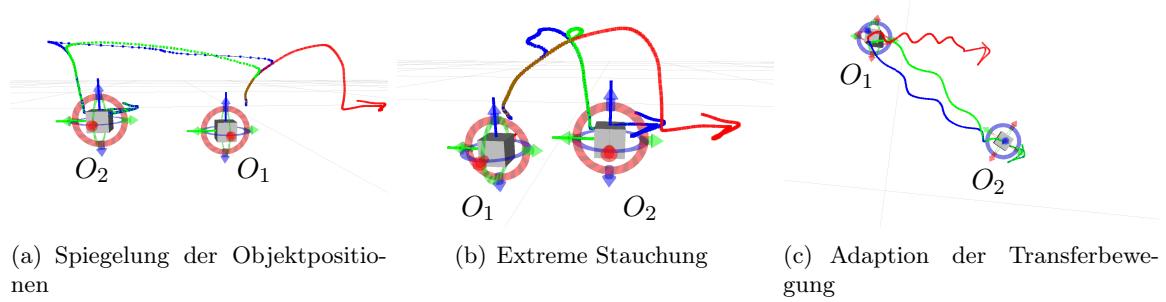 O₂
O₁
O₁
O₂
O₁
O₂
(a) Spiegelung der Objektpositio-
nen
(b) Extreme Stauchung
(c) Adaption der Transferbewe-
gung